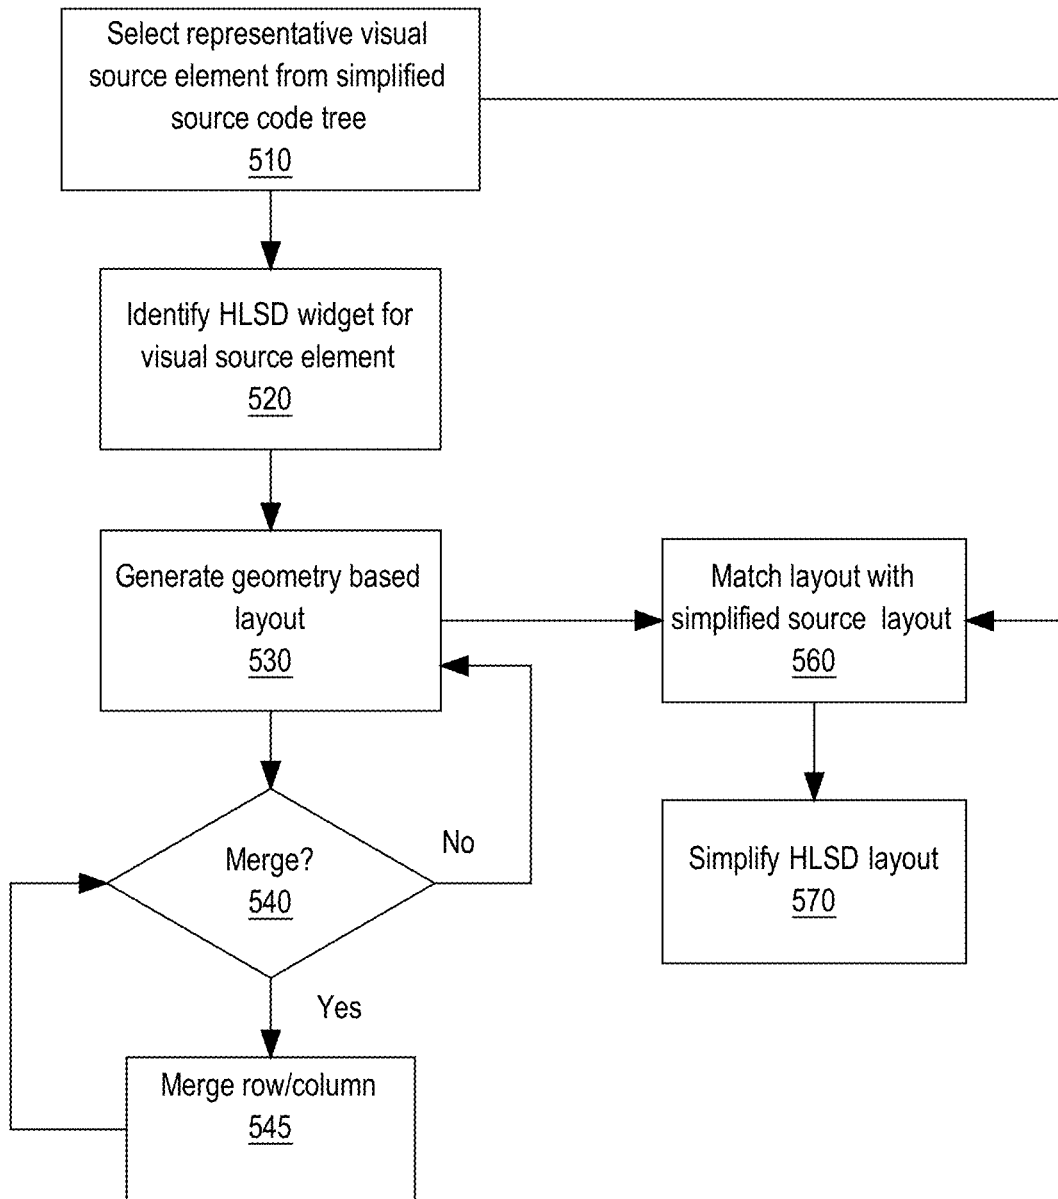 Select representative visual
source element from simplified
source code tree
510
Identify HLSD widget for
visual source element
520
Generate geometry based
layout
530
Match layout with
simplified source layout
560
Merge?
540
No
Yes
Simplify HLSD layout
570
Merge row/column
545